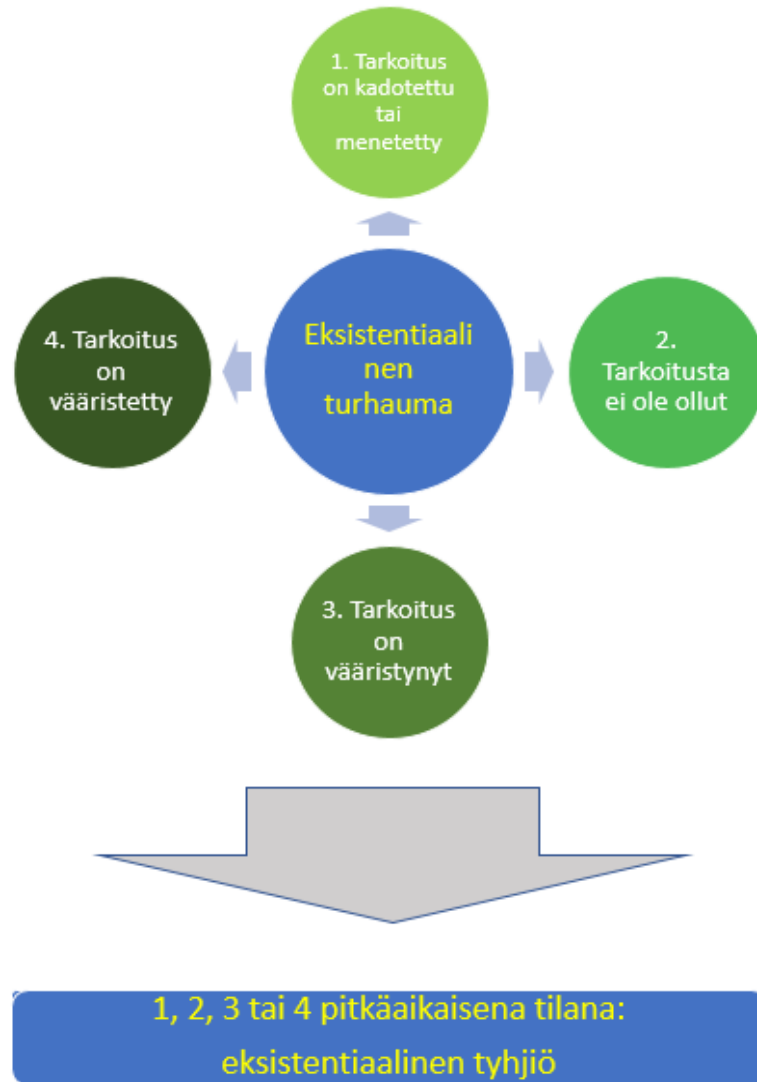 1. Tarkoitus
on kadotettu
tai
menetetty
Eksistentiaali
nen
turhauma
4. Tarkoitus
on
vääristetty
2.
Tarkoitusta
ei ole ollut
3. Tarkoitus
on
vääristynyt
1, 2, 3 tai 4 pitkäaikaisena tilana:
eksistentiaalinen tyhjiö